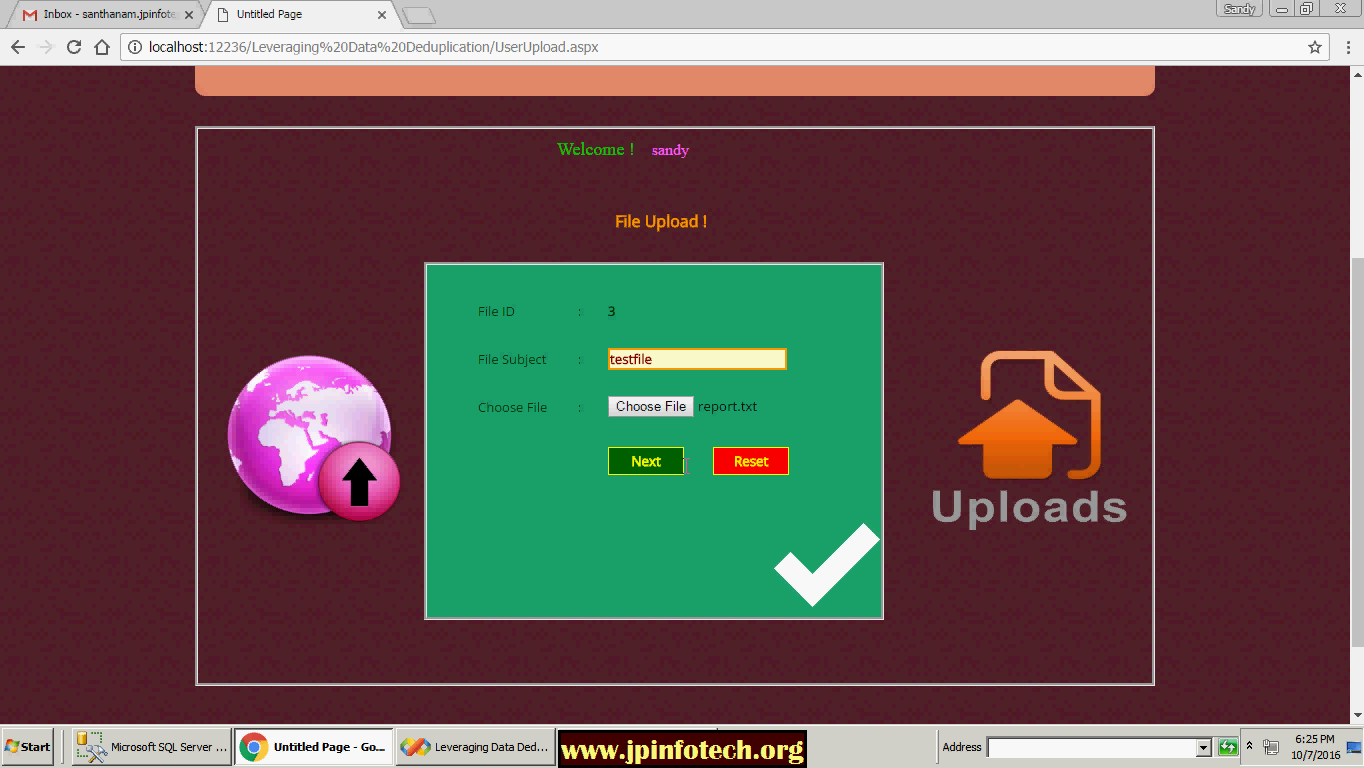 Inbox - santhanam.jpinfote
Untitled Page
Sandy
localhost:12236/Leveraging%20Data%20Deduplication/UserUpload.aspx
Welcome ! sandy
File Upload !
File ID : 3
File Subject : testfile
Choose File : Choose File report.txt
Next Reset
Uploads
Start
Microsoft SQL Server ...
Untitled Page - Go...
Leveraging Data Ded...
www.jpinfotech.org
Address
6:25 PM
10/7/2016